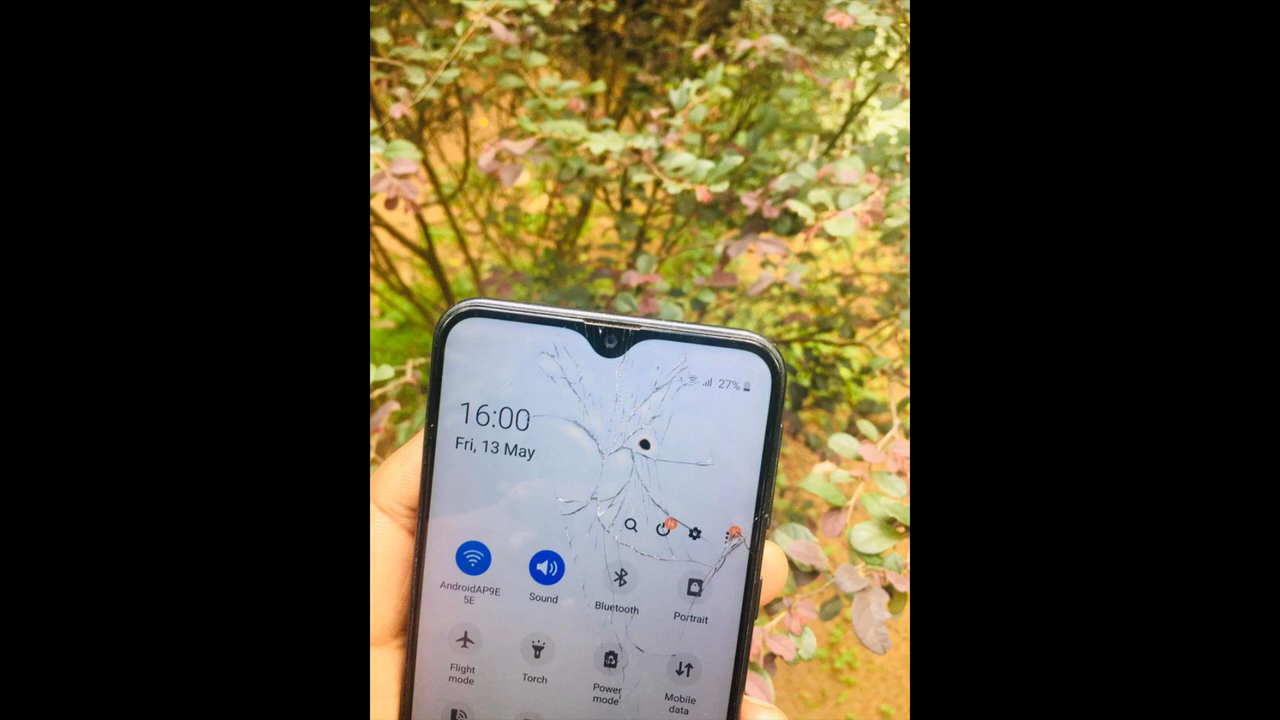 27%
16:00
Fri, 13 May
N
N
AndroidAP9E
5E
Sound
Bluetooth
Portrait
Flight
mode
Torch
Power
mode
Mobile
data